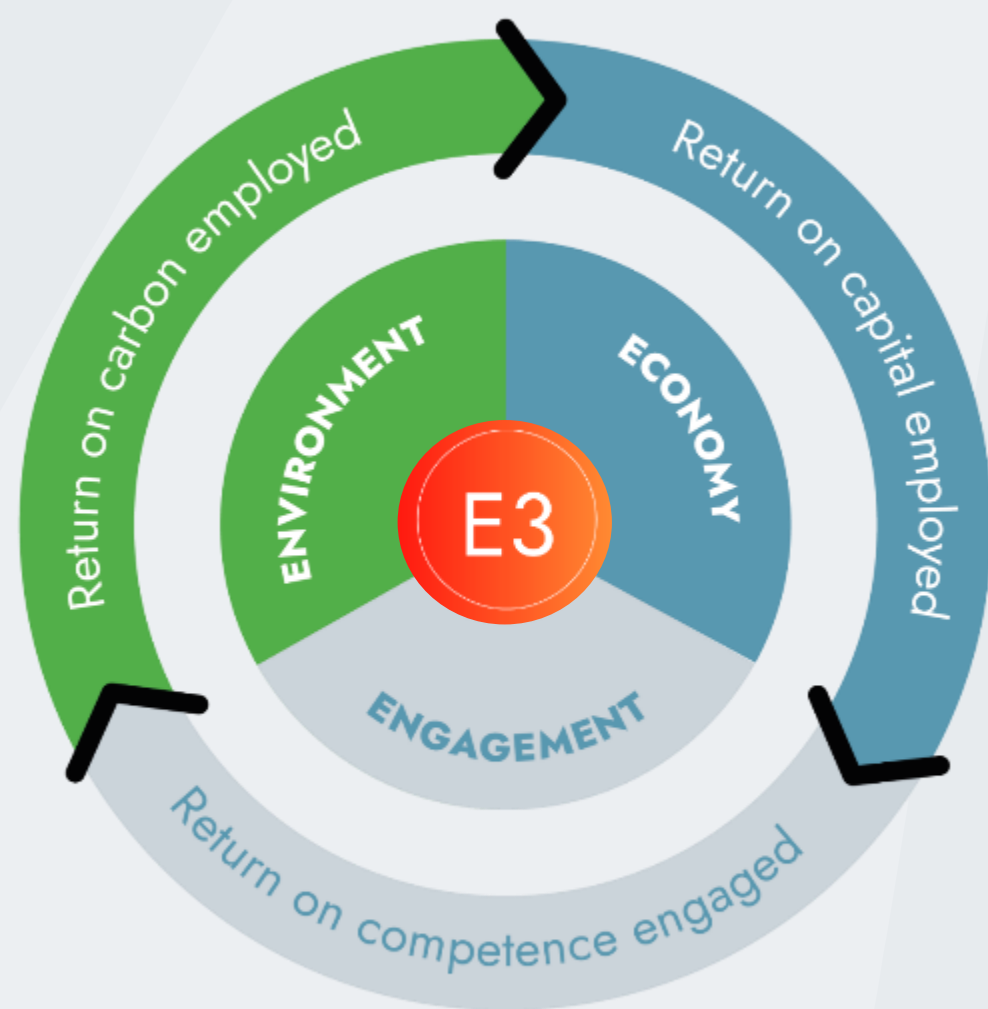 Return on carbon employed
Return on capital employed
ENVIRONMENT
ECONOMY
E3
ENGAGEMENT
Return on competence engaged